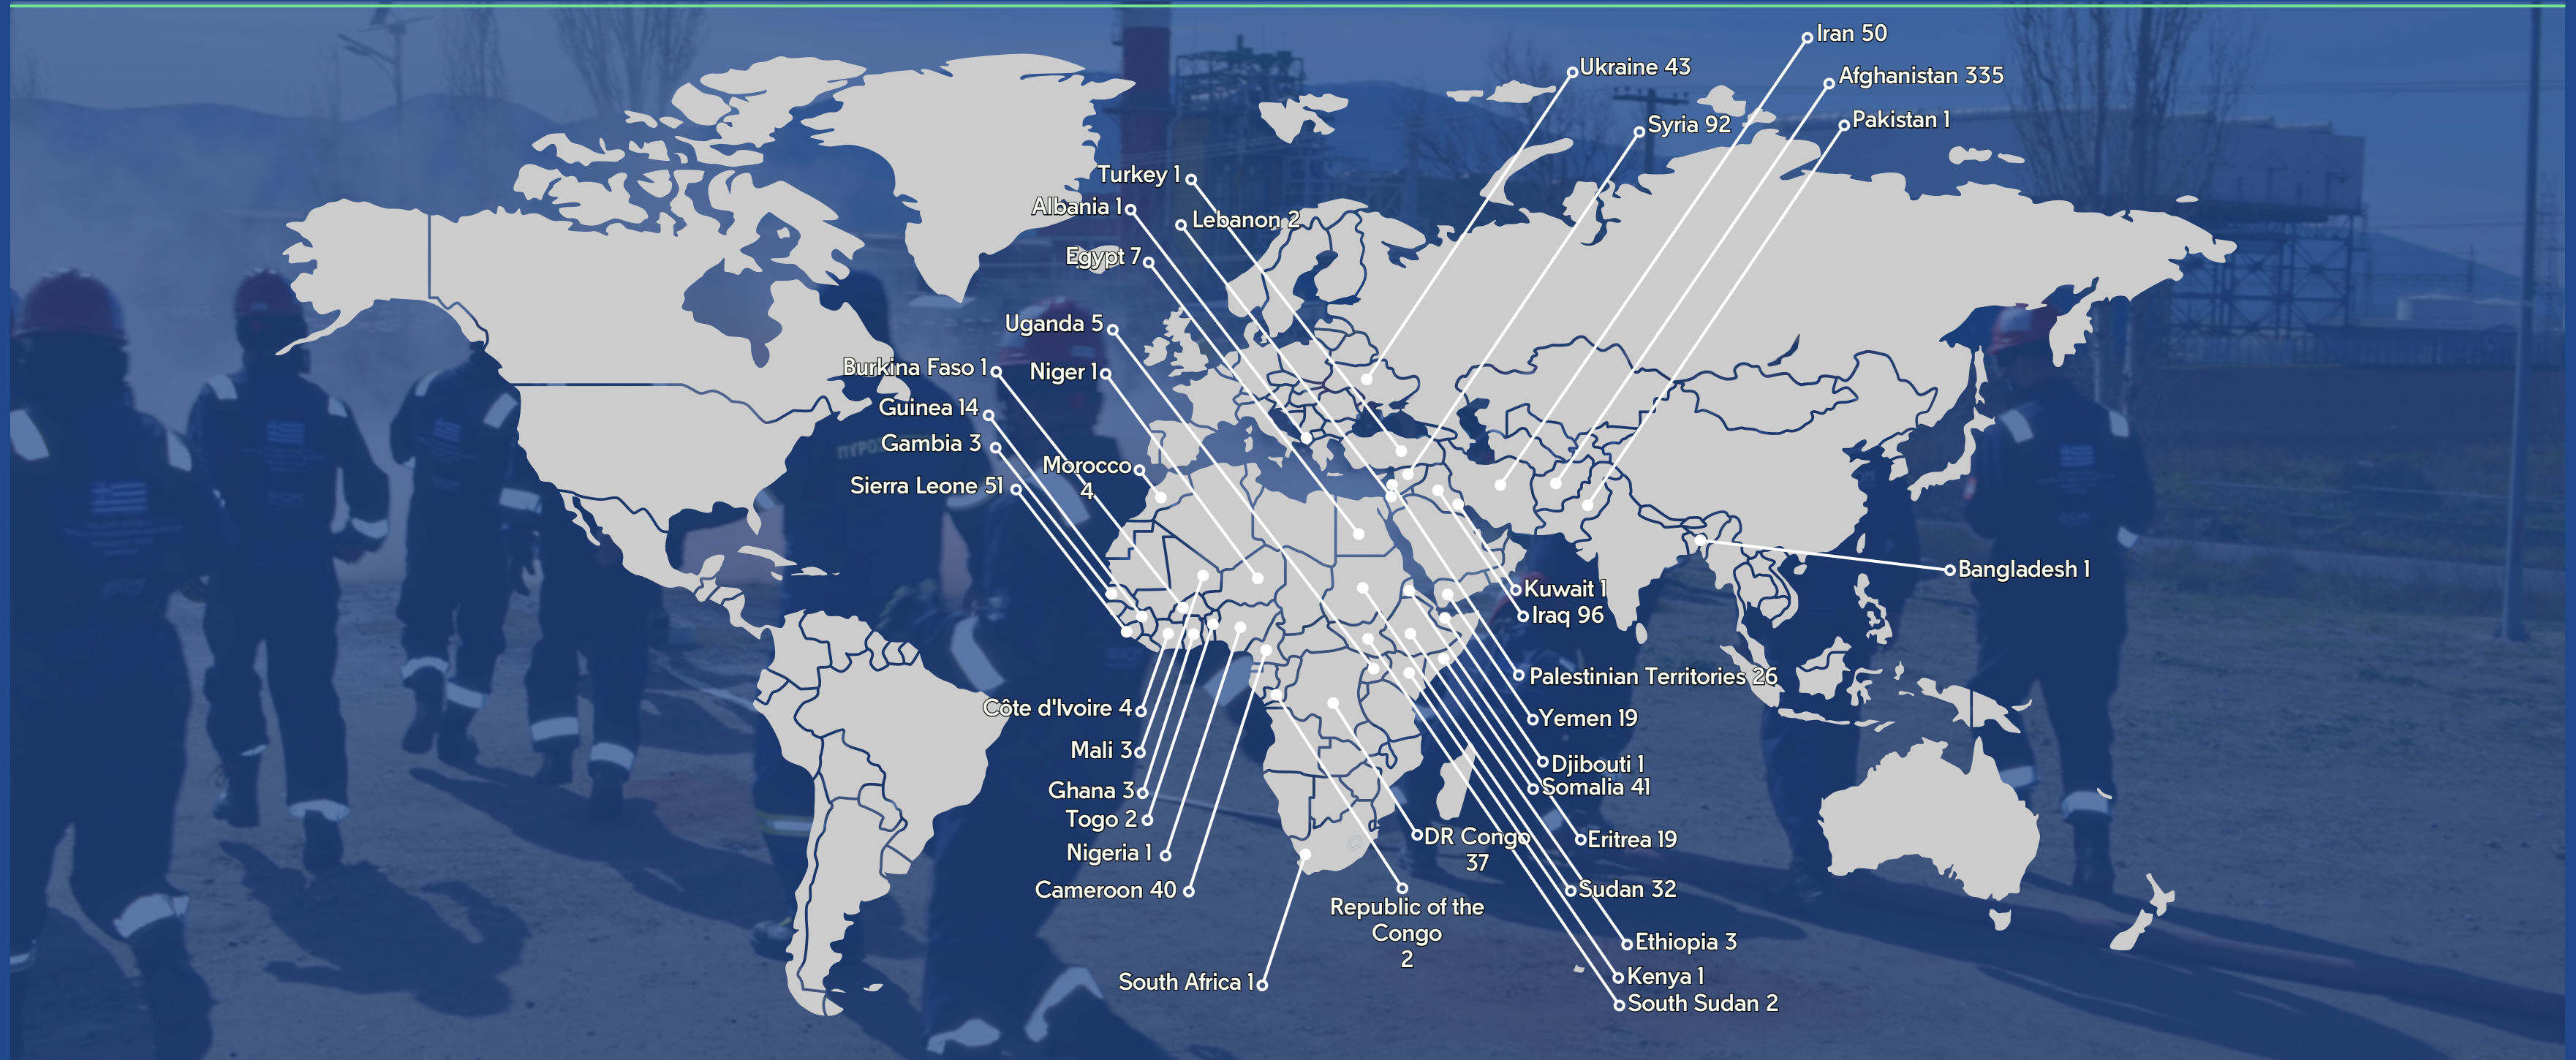 Iran 50
Ukraine 43
Afghanistan 335
Pakistan 1
Syria 92
Turkey 1
Albania 1
Lebanon 2
Egypt 7
Uganda 5
Burkina Faso 1
Niger 1
Guinea 14
Gambia 3
Morocco
4
Sierra Leone 51
Bangladesh 1
Kuwait 1
Iraq 96
Palestinian Territories 26
Côte d'Ivoire 4
Yemen 19
Mali 3
Djibouti 1
Somalia 41
Ghana 3
Togo 2
DR Congo
37
Eritrea 19
Nigeria 1
Cameroon 40
Sudan 32
Republic of the
Congo
2
Ethiopia 3
South Africa 1
Kenya 1
South Sudan 2